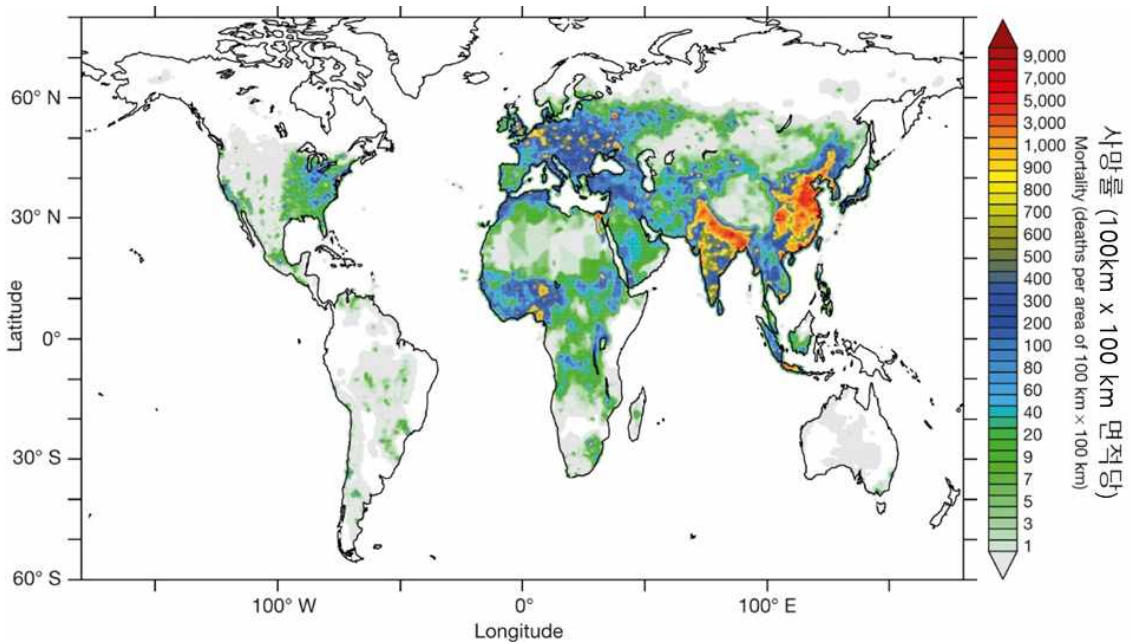 60° N
30° N
0°
30° S
60° S
Latitude
100° W
0°
100° E
Longitude
9,000
7,000
5,000
3,000
1,000
900
800
700
600
500
400
300
200
100
80
60
40
20
9
7
5
3
1
Mortality (deaths per area of 100 km × 100 km)
사망률 (100km x 100 km 면적당)